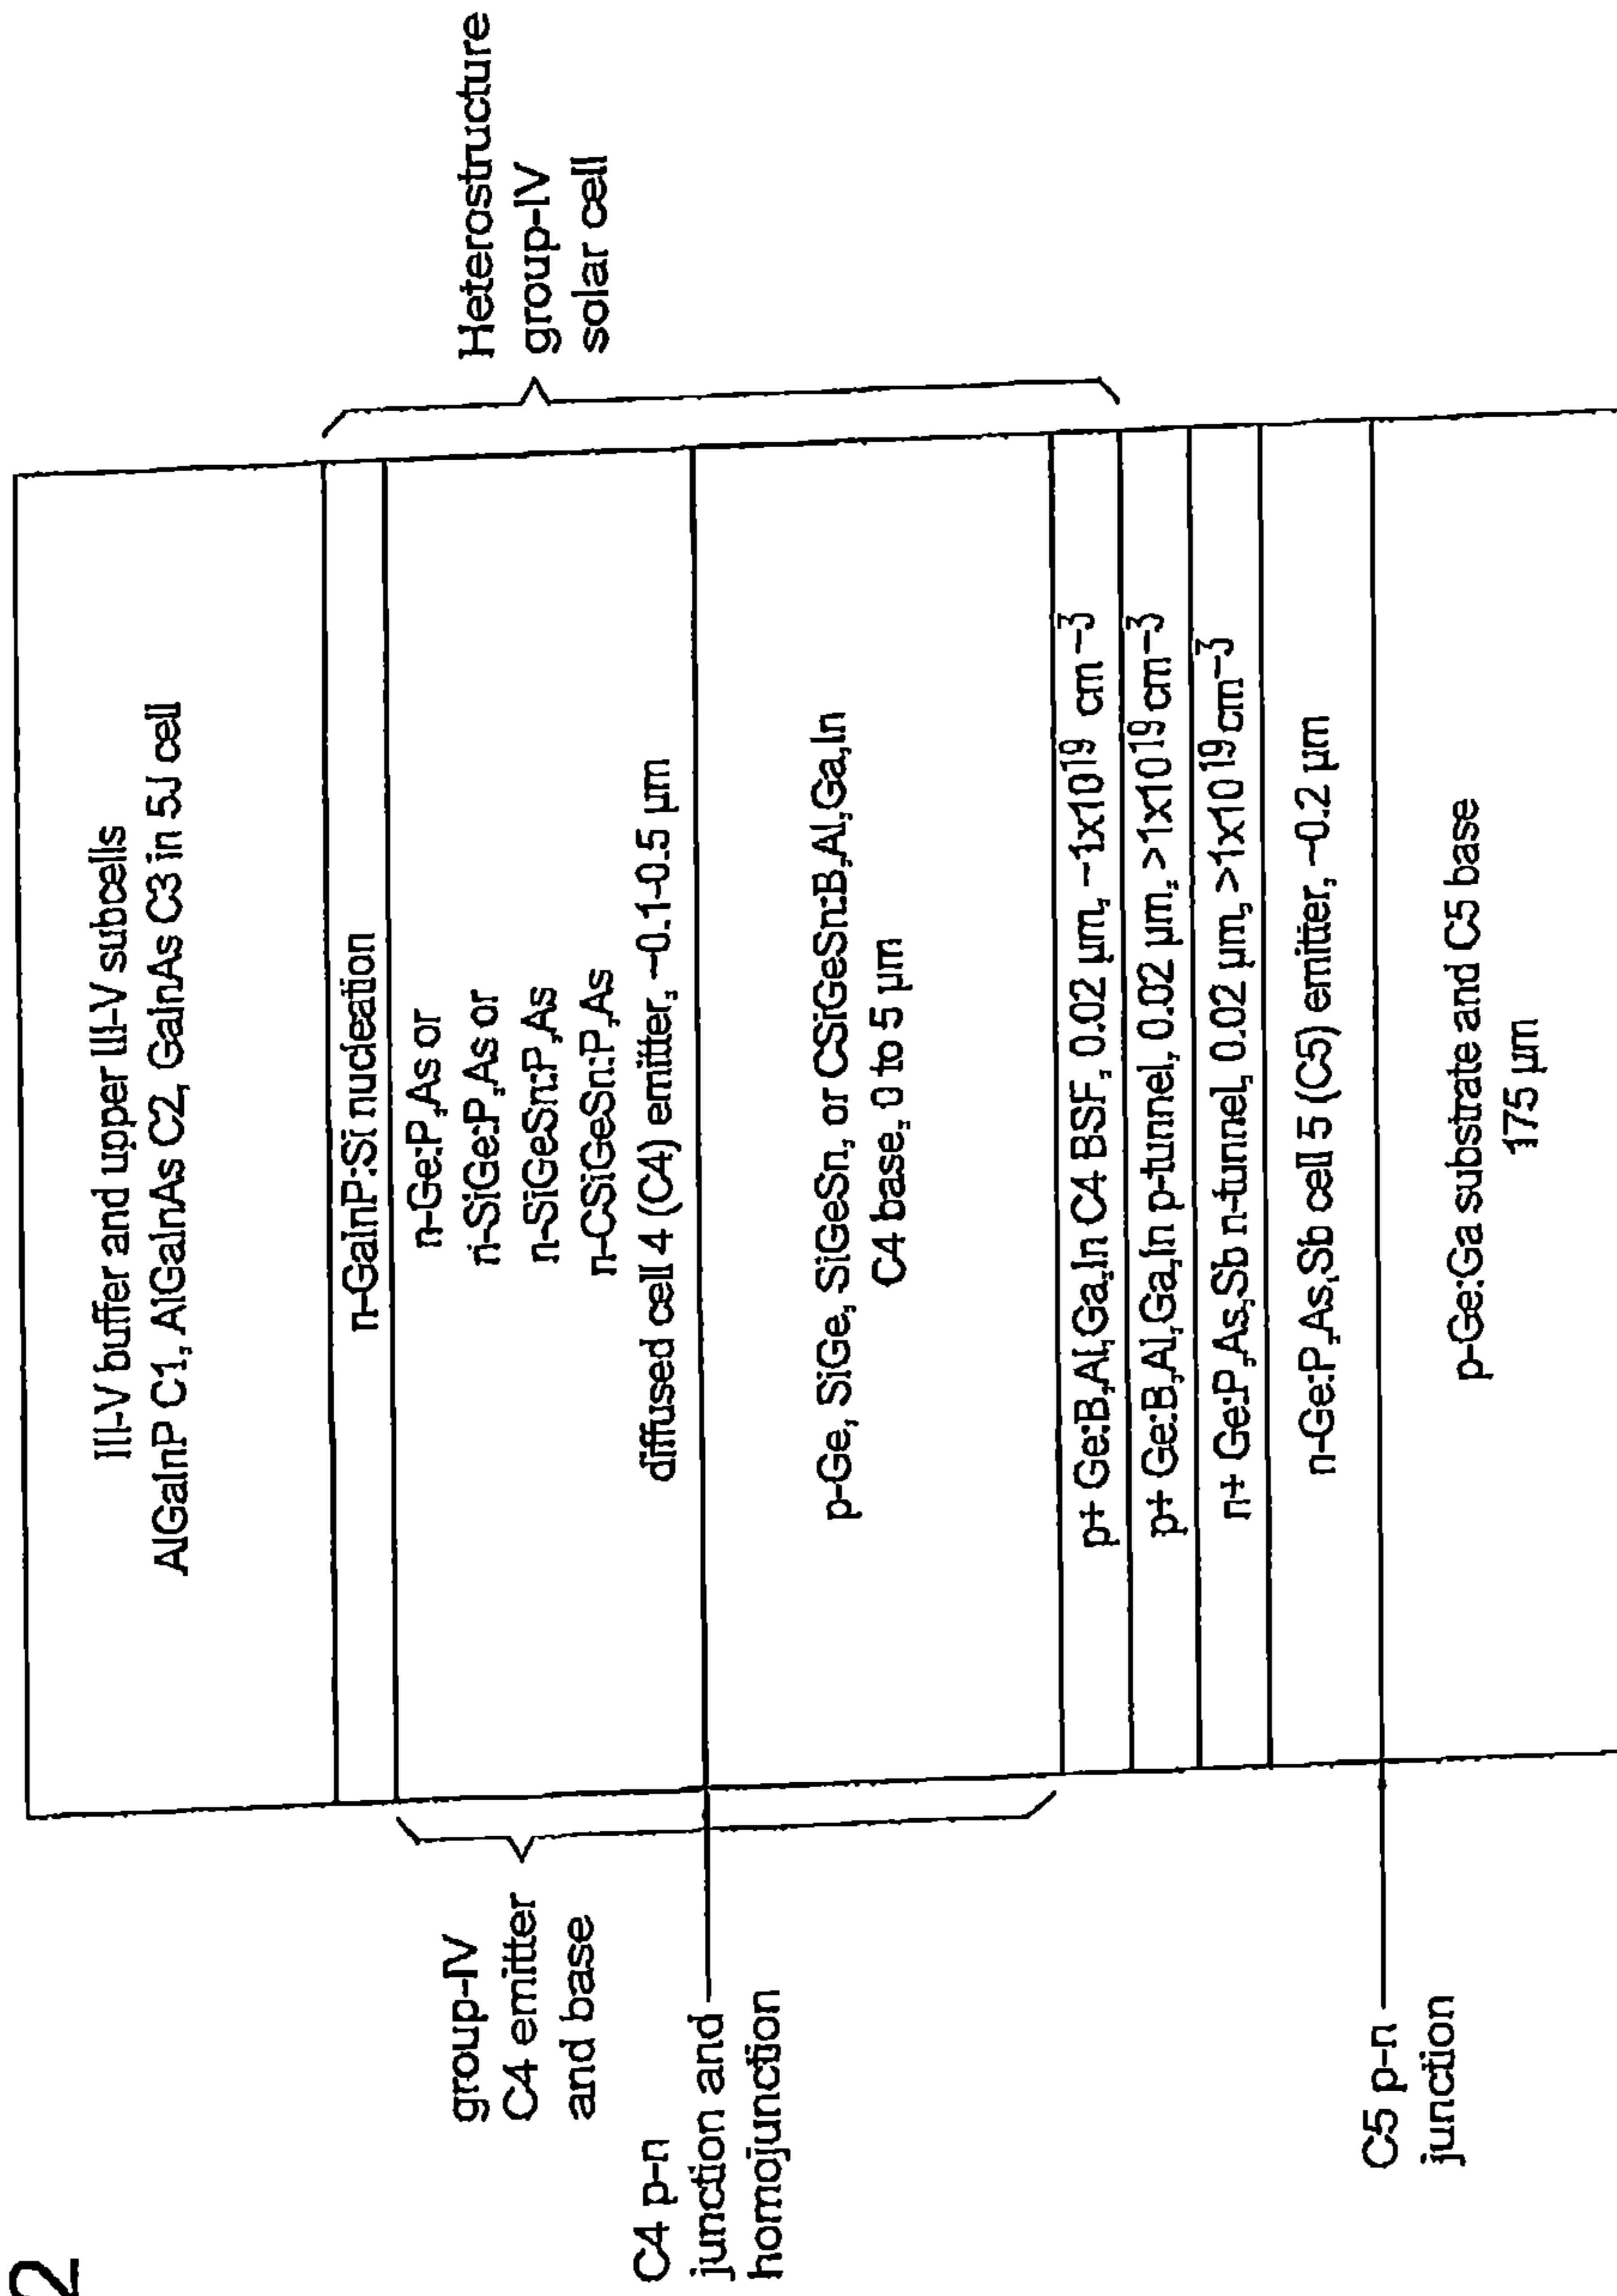 2
III-V buffer and upper III-V subcells
AlGaInP C1, AlGaInAs C2, GaInAs C3 in 5J cell
n-GaInP:Si nucleation
n-Ge:P,As or
n-SiGe:P,As or
n-SiGeSn:P,As
n-CSiGeSn:P,As
diffused cell 4 (C4) emitter, ~0.1-0.5 µm
p-Ge, SiGe, SiGeSn, or CSiGeSn:B,Al,Ga,In
C4 base, 0 to 5 µm
p+ Ge:B,Al,Ga,In C4 BSF, 0.02 µm, ~1x10¹⁹ cm⁻³
p+ Ge:B,Al,Ga,In p-tunnel, 0.02 µm, >1x10¹⁹ cm⁻³
n+ Ge:P,As,Sb n-tunnel, 0.02 µm, >1x10¹⁹ cm⁻³
n-Ge:P,As,Sb cell 5 (C5) emitter, ~0.2 µm
p-Ge:Ga substrate and C5 base
175 µm
group-IV
C4 emitter
and base
C4 p-n
junction and
homojunction
C5 p-n
junction
Heterostructure
group-IV
solar cell